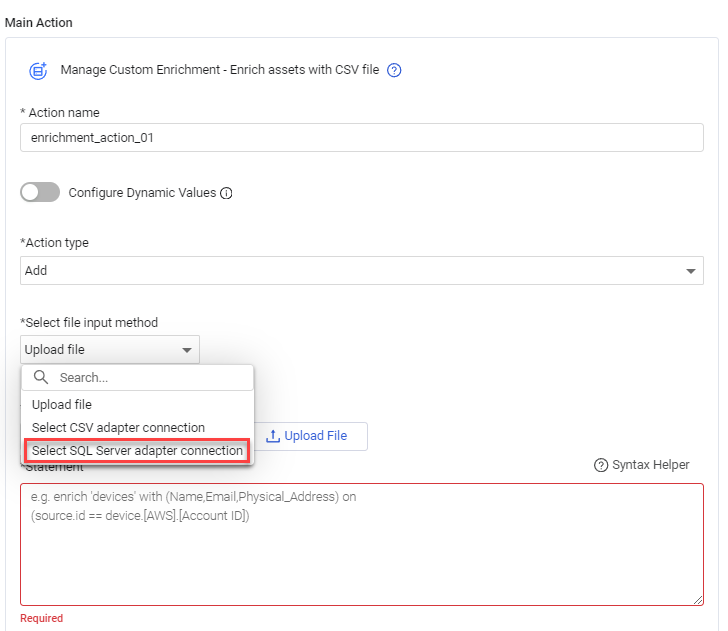 Main Action
Manage Custom Enrichment - Enrich assets with CSV file
* Action name
enrichment_action_01
Configure Dynamic Values
*Action type
Add
*Select file input method
Upload file
Search...
Upload file
Select CSV adapter connection
Select SQL Server adapter connection
Upload File
*Statement
Syntax Helper
e.g. enrich 'devices' with (Name,Email,Physical_Address) on
(source.id == device.[AWS].[Account ID])
Required